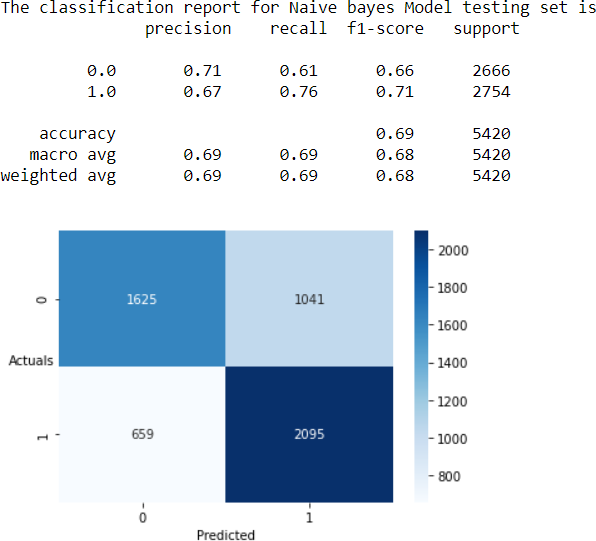 The classification report for Naive bayes Model testing set is
precision recall f1-score support
0.0 0.71 0.61 0.66 2666
1.0 0.67 0.76 0.71 2754
accuracy 0.69 5420
macro avg 0.69 0.69 0.68 5420
weighted avg 0.69 0.69 0.68 5420
2000
1800
1600
1400
1200
1000
800
0
1625 1041
Actuals
1
659 2095
0 1
Predicted